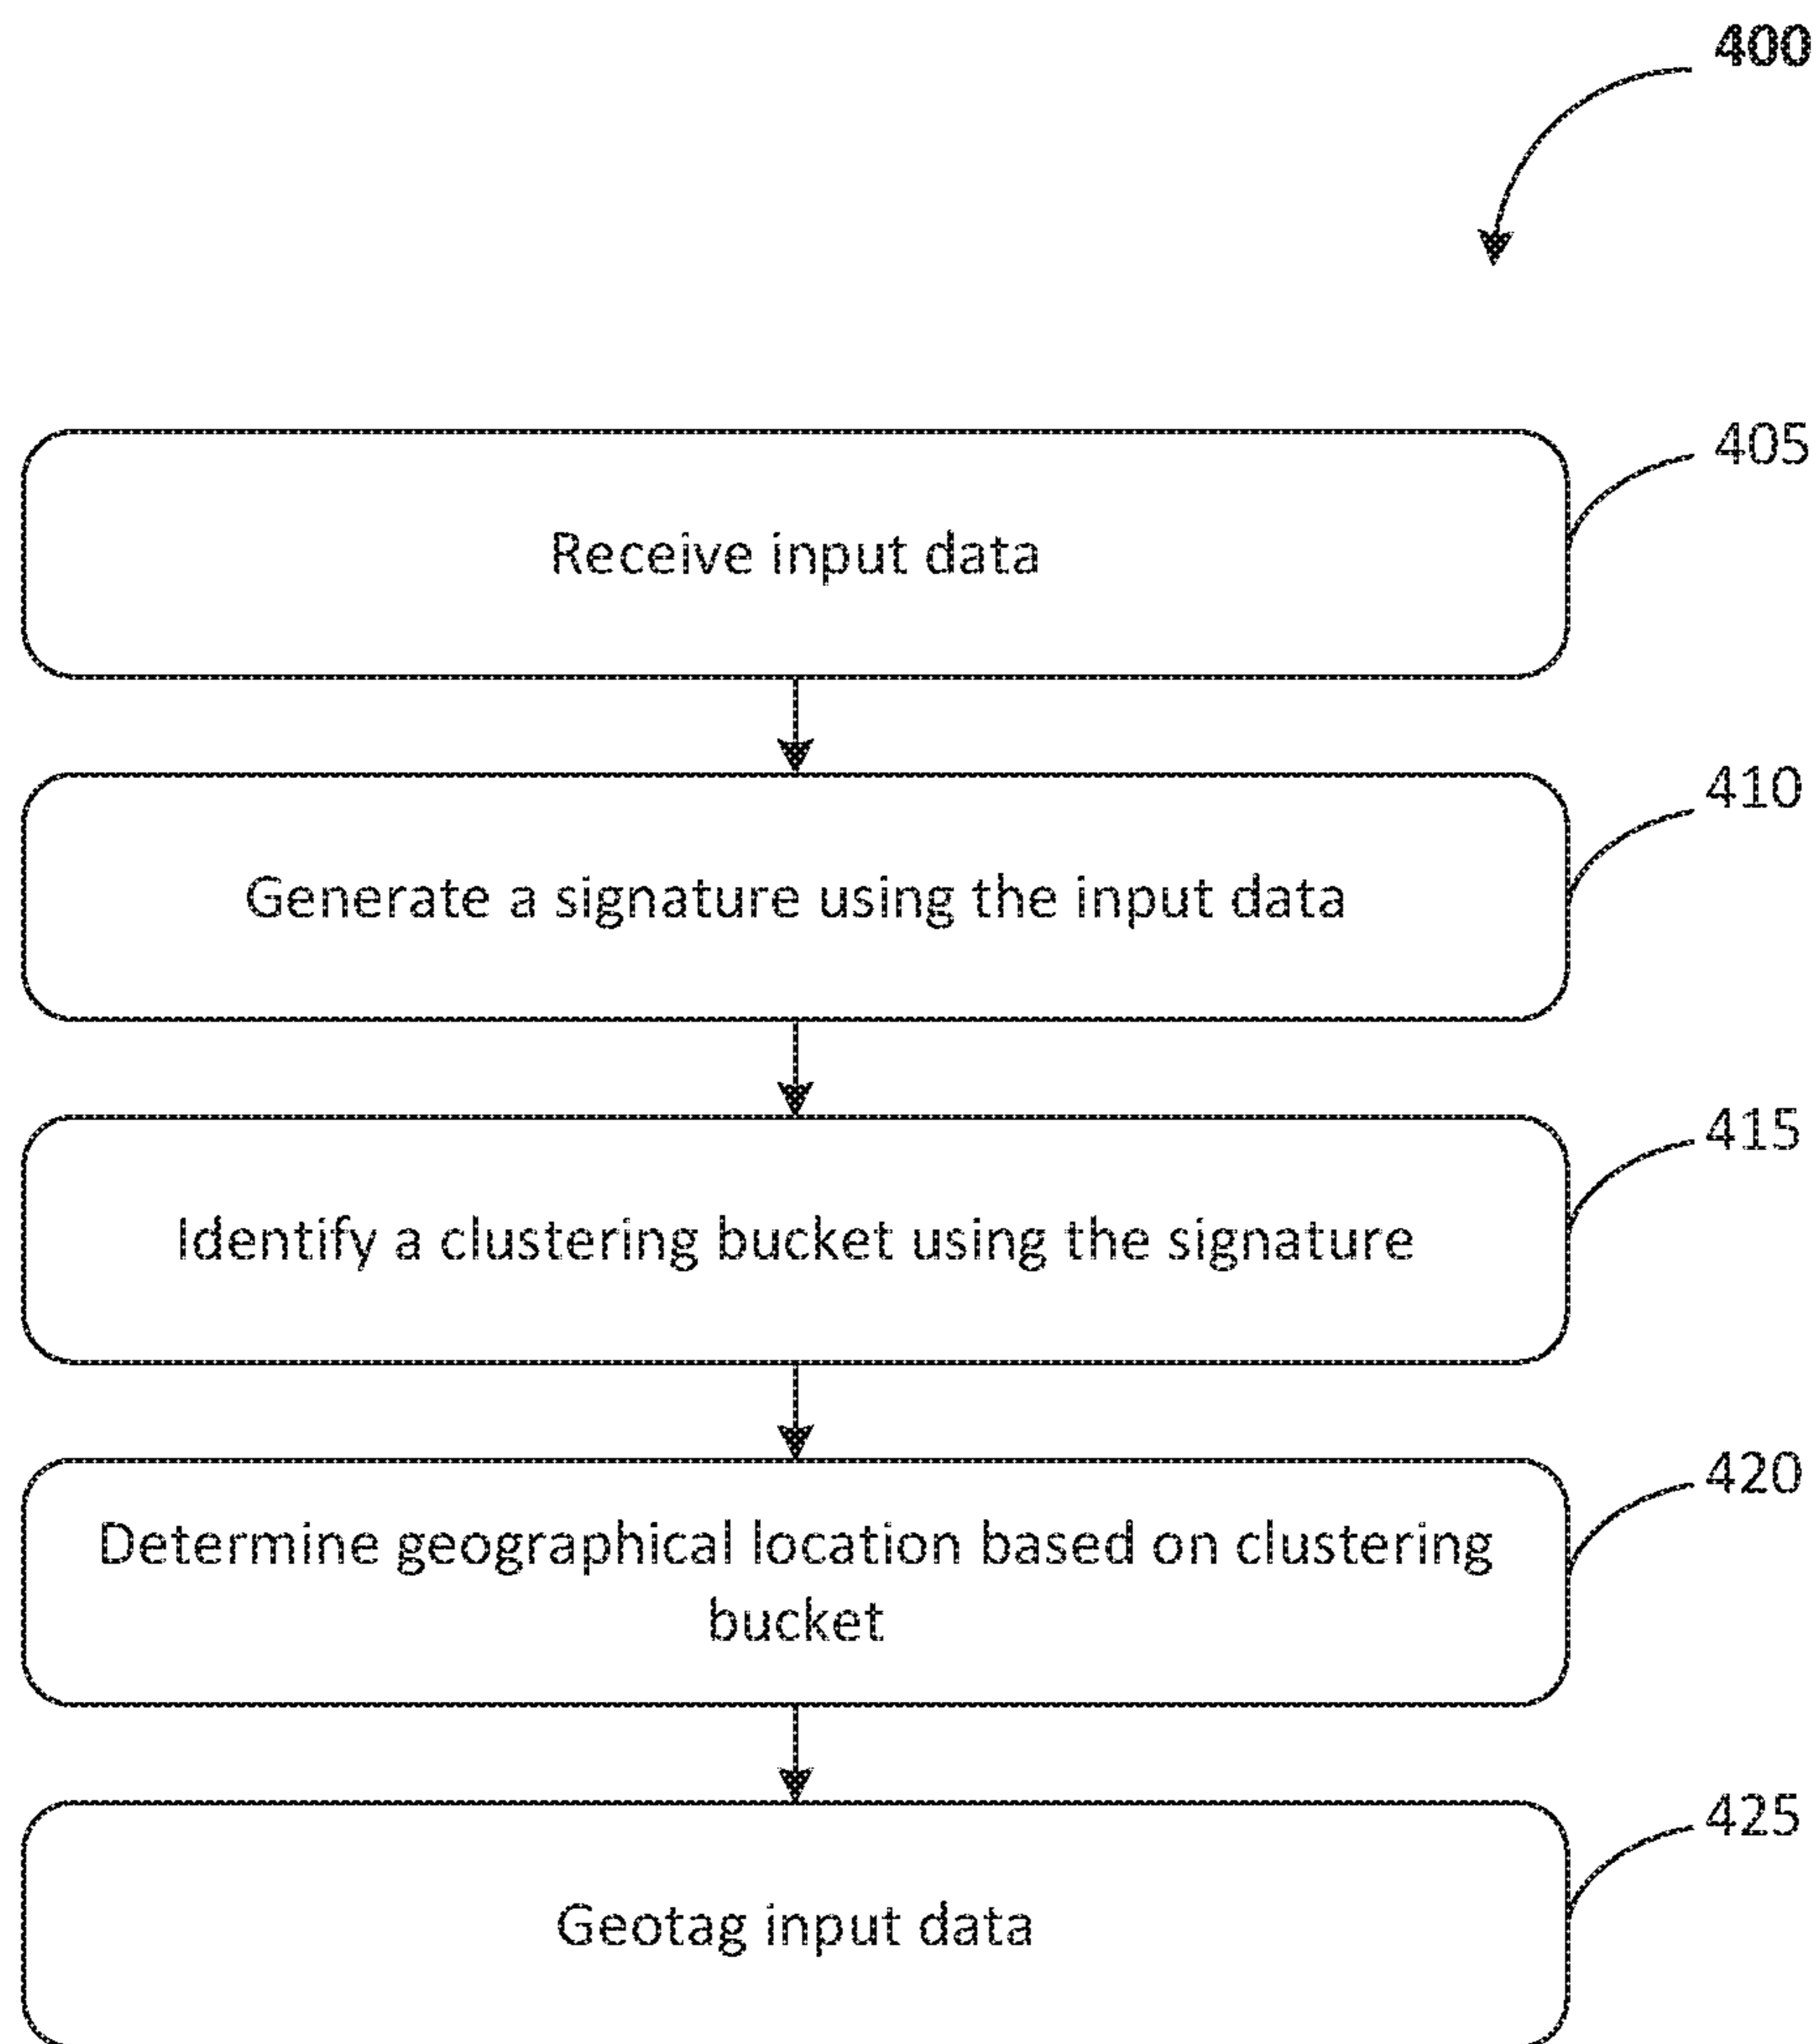 400
405
Receive input data
410
Generate a signature using the input data
415
Identify a clustering bucket using the signature
420
Determine geographical location based on clustering
bucket
425
Geotag input data